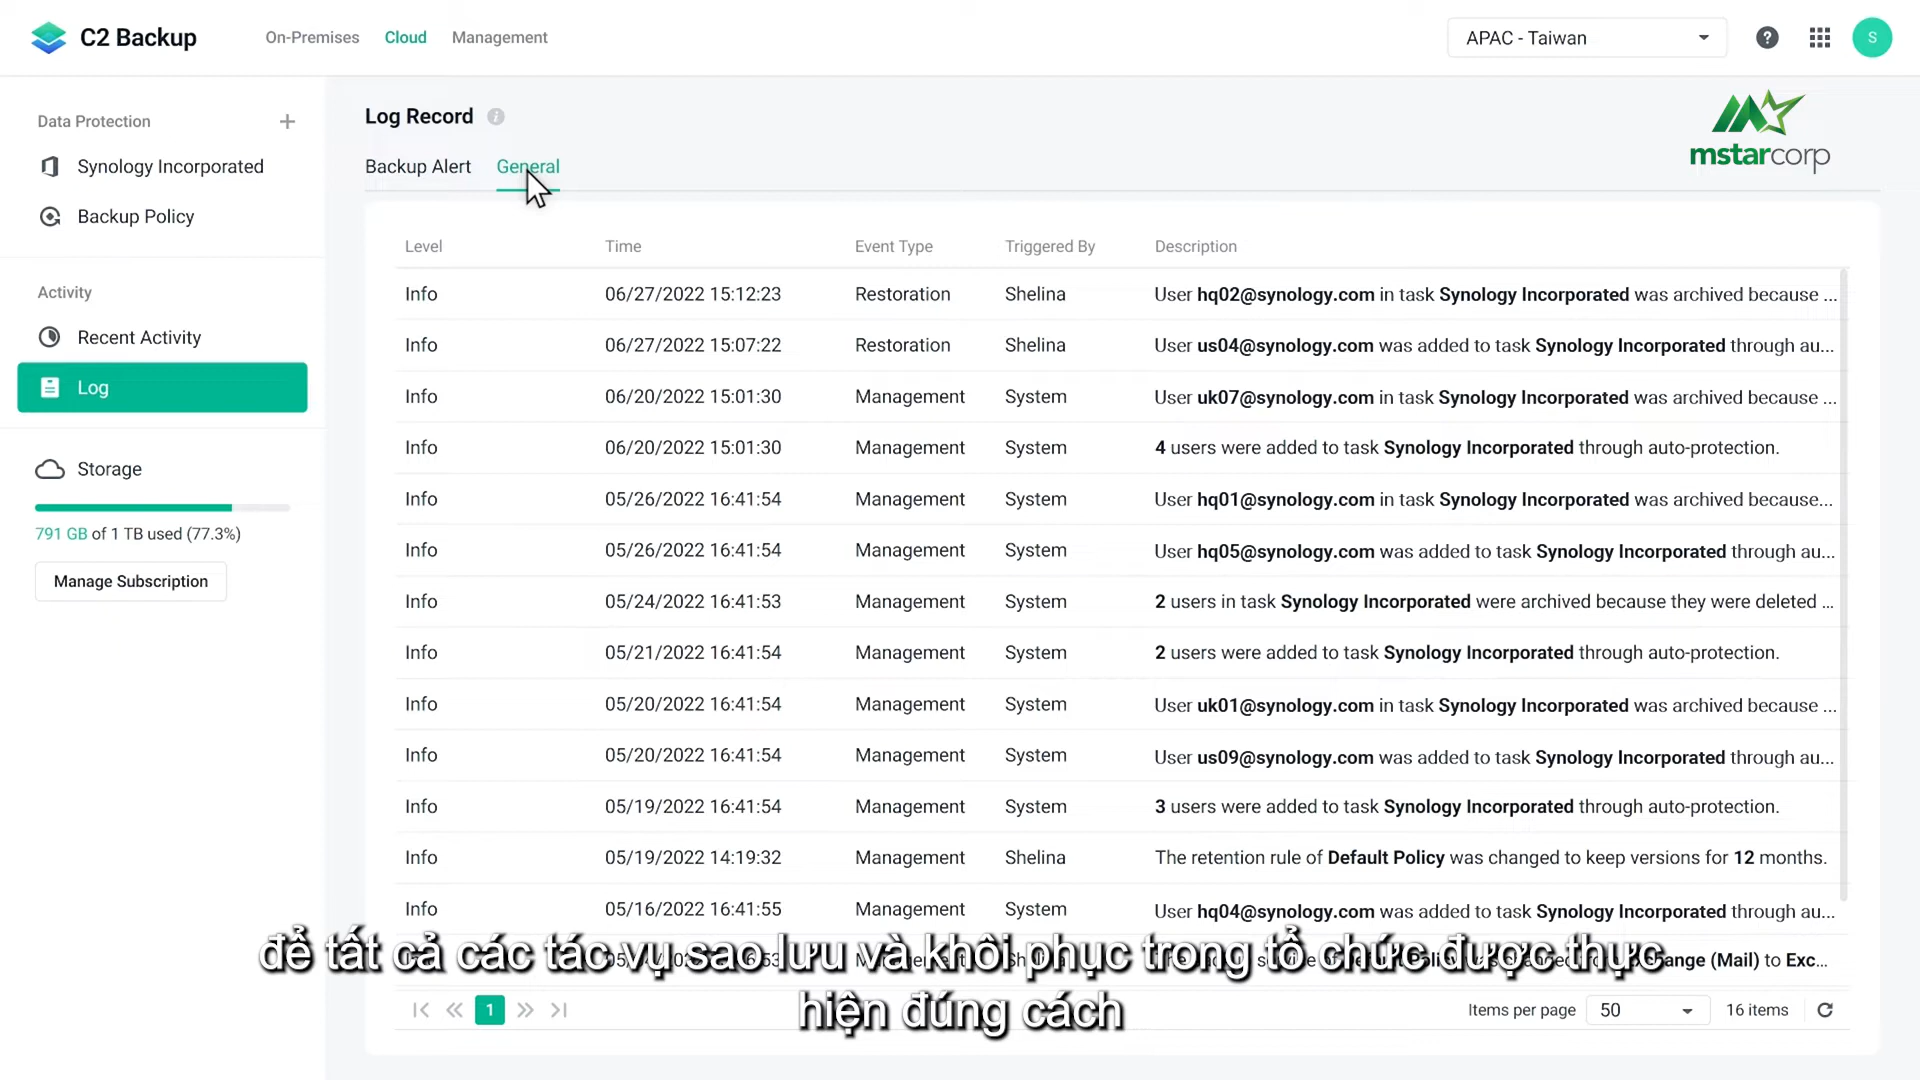 C2 Backup On-Premises Cloud Management APAC - Taiwan S
Data Protection
Synology Incorporated
Backup Policy
Activity
Recent Activity
Log
Storage
791 GB of 1 TB used (77.3%)
Manage Subscription
Log Record
mstarcorp
Backup Alert General
Level Time Event Type Triggered By Description
Info 06/27/2022 15:12:23 Restoration Shelina User hq02@synology.com in task Synology Incorporated was archived because ...
Info 06/27/2022 15:07:22 Restoration Shelina User us04@synology.com was added to task Synology Incorporated through au...
Info 06/20/2022 15:01:30 Management System User uk07@synology.com in task Synology Incorporated was archived because ...
Info 06/20/2022 15:01:30 Management System 4 users were added to task Synology Incorporated through auto-protection.
Info 05/26/2022 16:41:54 Management System User hq01@synology.com in task Synology Incorporated was archived because...
Info 05/26/2022 16:41:54 Management System User hq05@synology.com was added to task Synology Incorporated through au...
Info 05/24/2022 16:41:53 Management System 2 users in task Synology Incorporated were archived because they were deleted ...
Info 05/21/2022 16:41:54 Management System 2 users were added to task Synology Incorporated through auto-protection.
Info 05/20/2022 16:41:54 Management System User uk01@synology.com in task Synology Incorporated was archived because ...
Info 05/20/2022 16:41:54 Management System User us09@synology.com was added to task Synology Incorporated through au...
Info 05/19/2022 16:41:54 Management System 3 users were added to task Synology Incorporated through auto-protection.
Info 05/19/2022 14:19:32 Management Shelina The retention rule of Default Policy was changed to keep versions for 12 months.
Info 05/16/2022 16:41:55 Management System User hq04@synology.com was added to task Synology Incorporated through au...
(Mail) to Exc...
để tất cả các tác vụ sao lưu và khôi phục trong tổ chức được thực
hiện đúng cách
1 Items per page 50 16 items